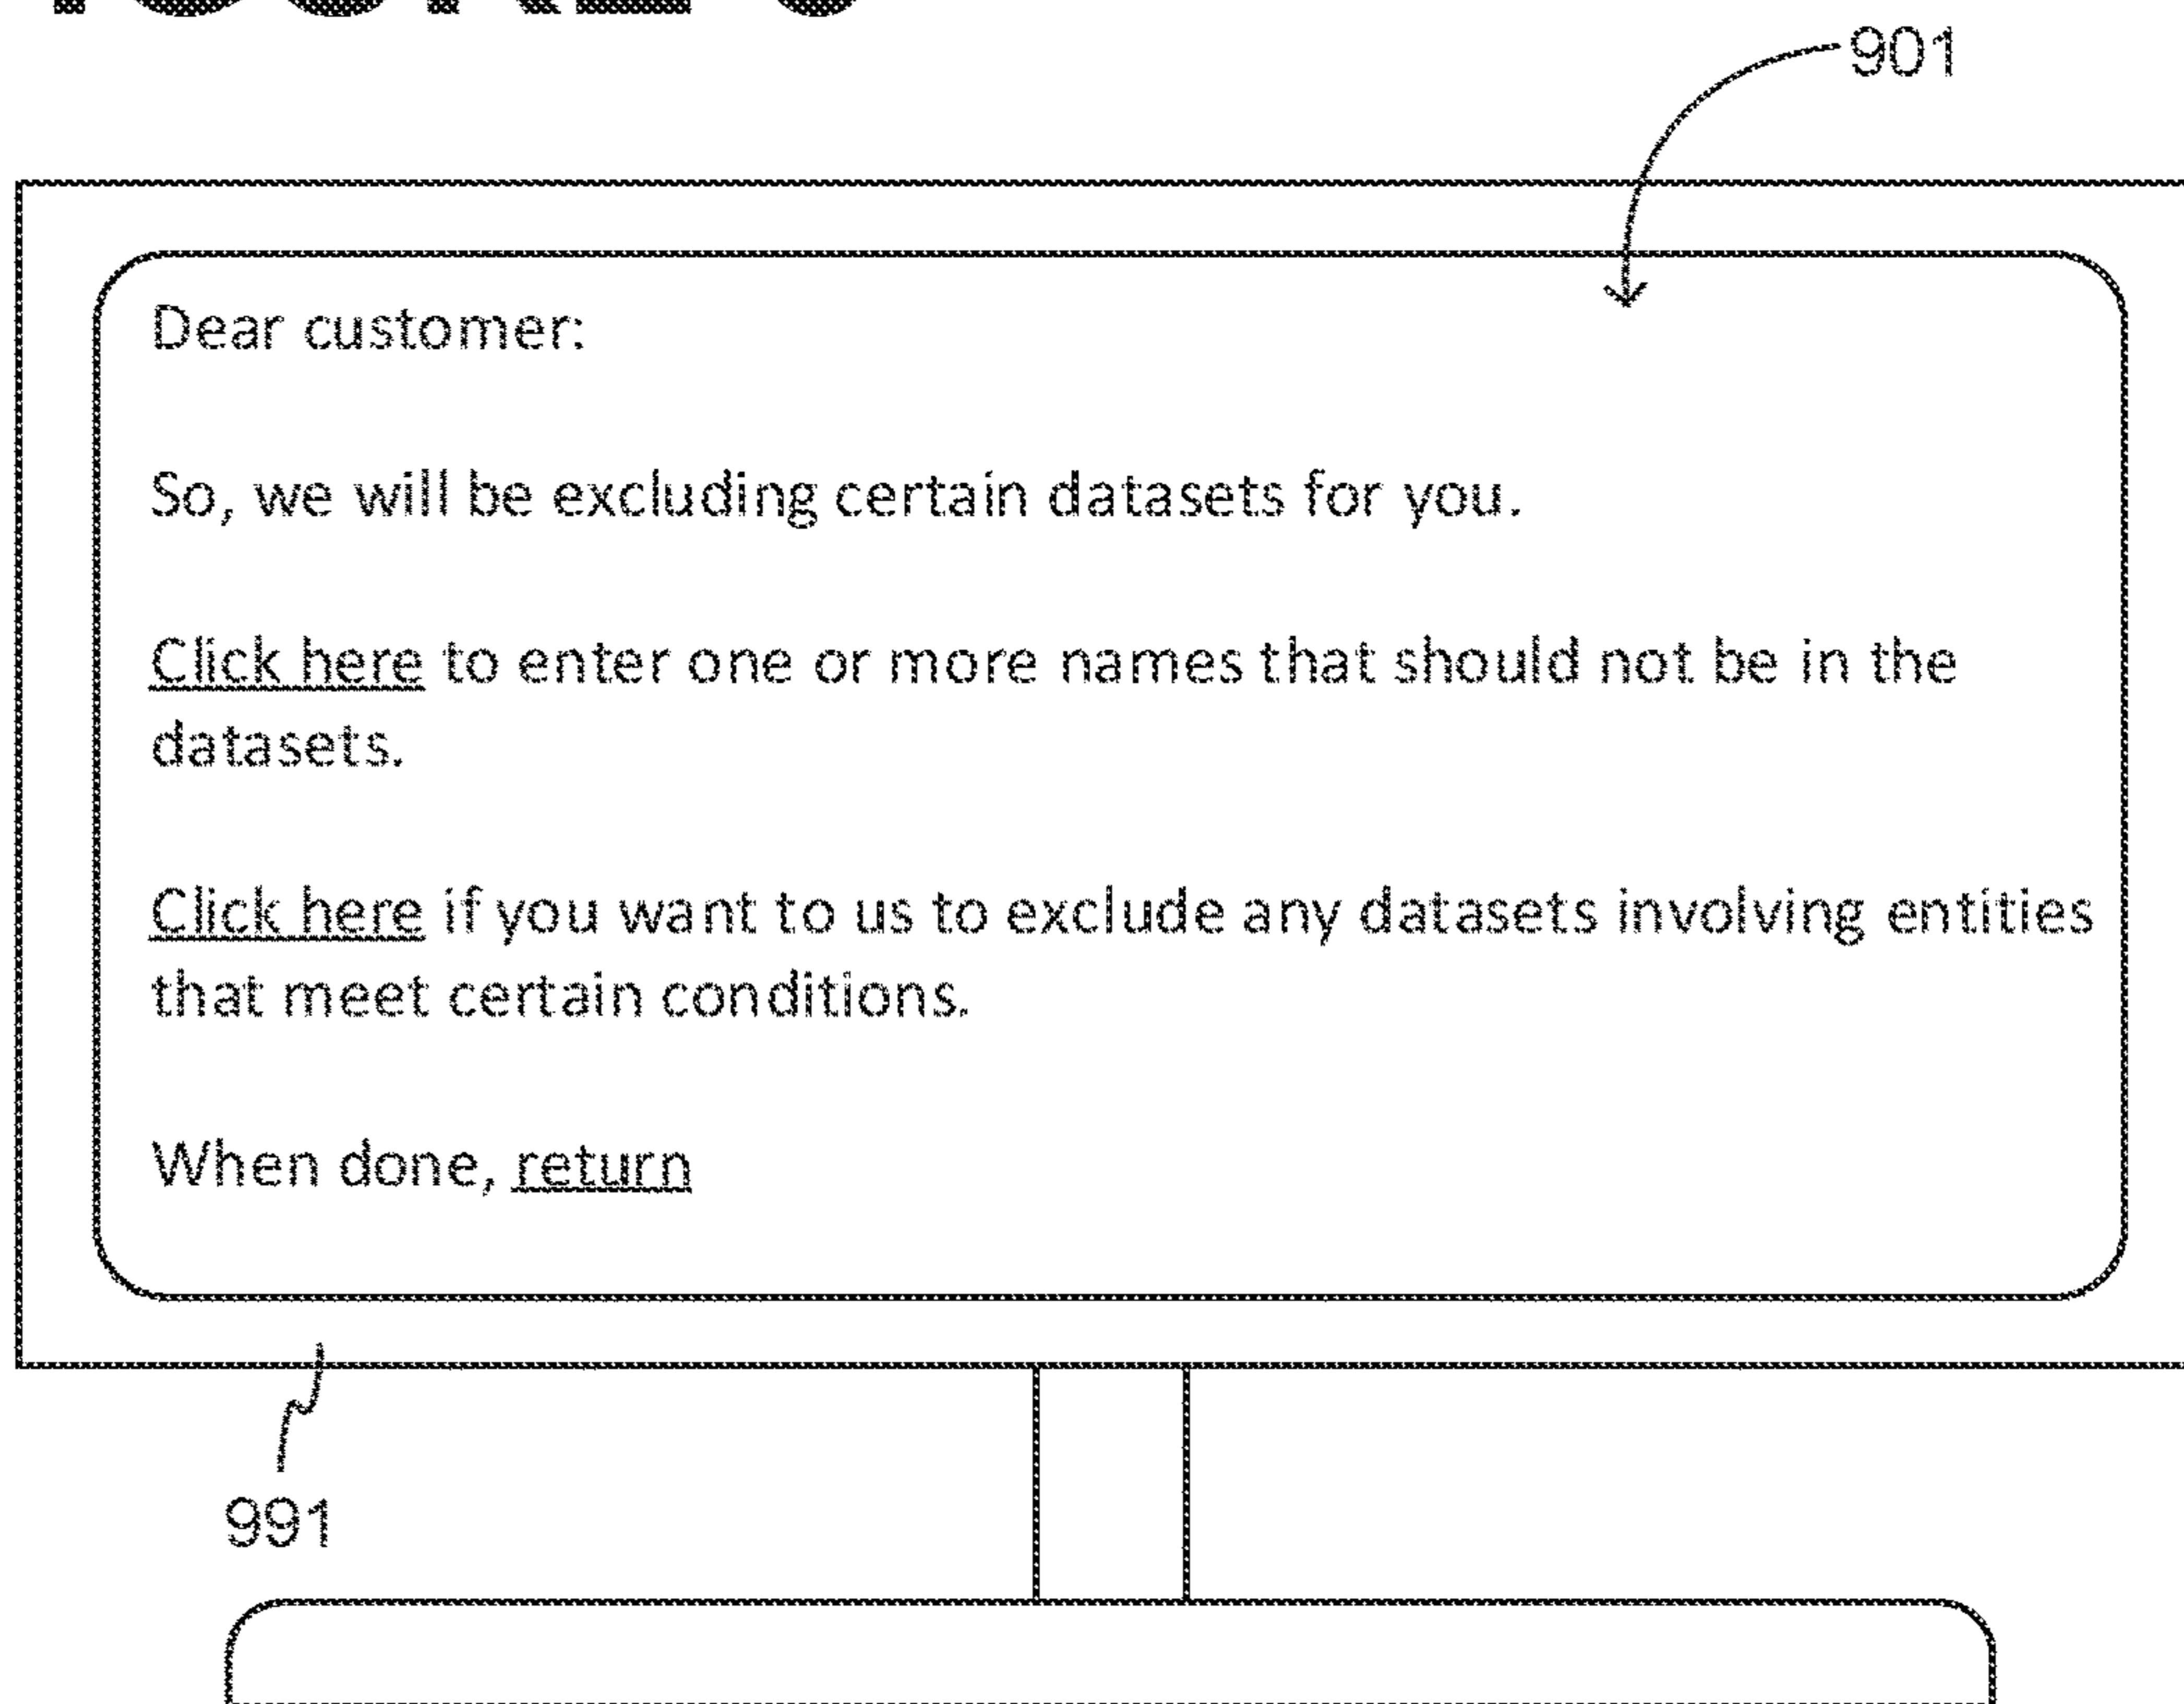 901
Dear customer:
So, we will be excluding certain datasets for you.
Click here to enter one or more names that should not be in the
datasets.
Click here if you want to us to exclude any datasets involving entities
that meet certain conditions.
When done, return
991